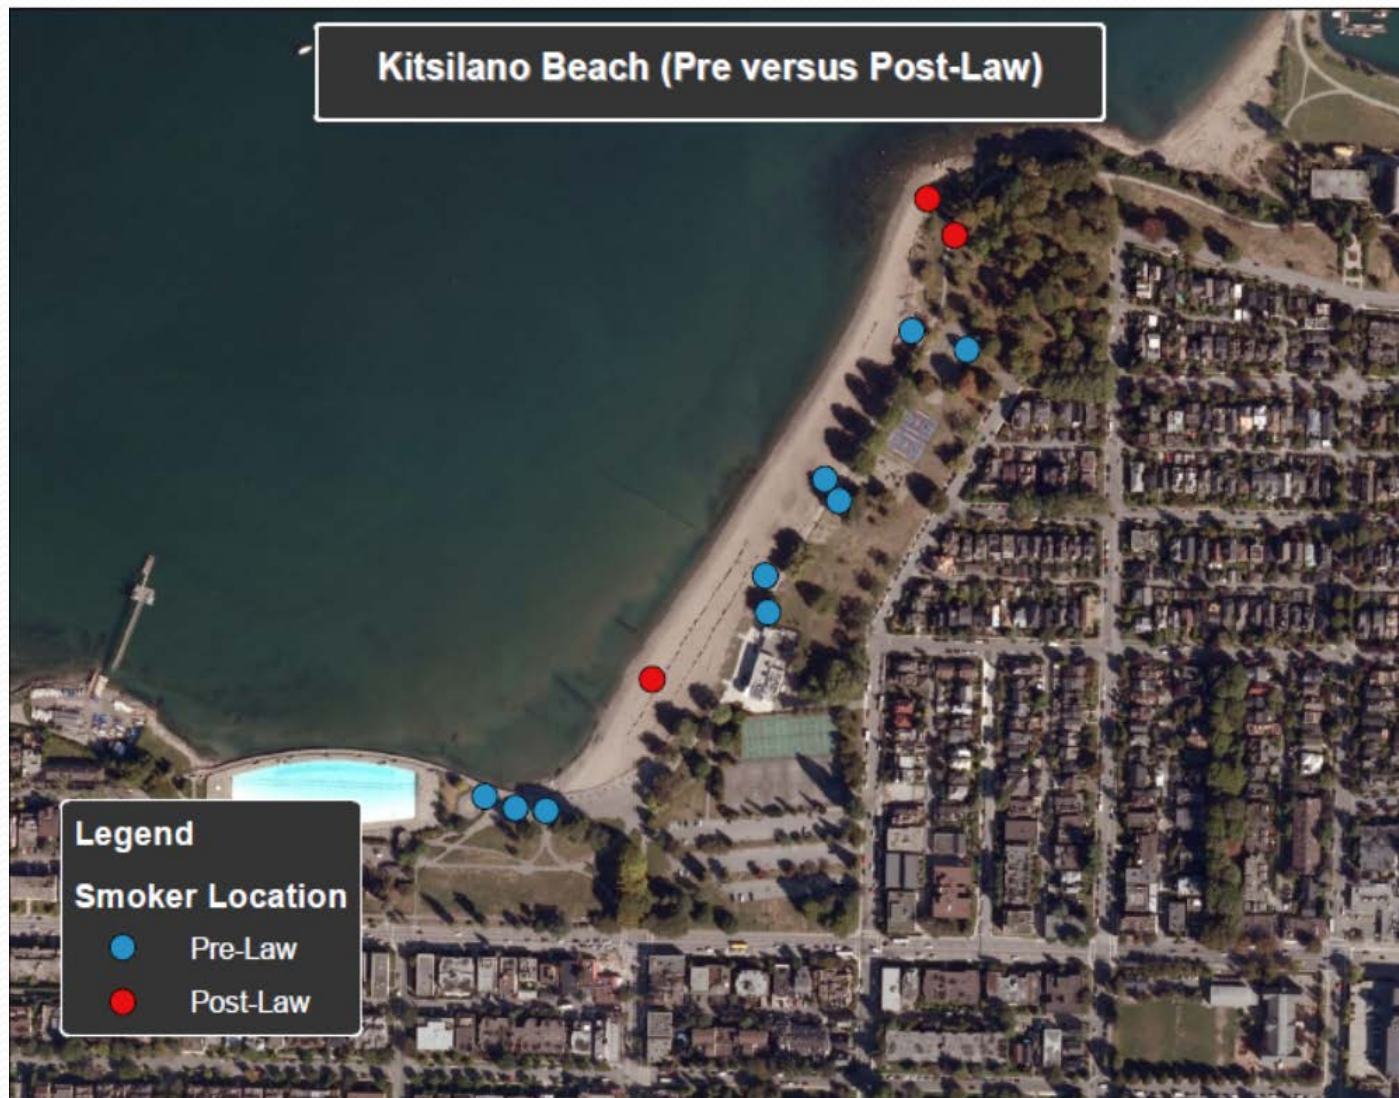 Kitsilano Beach (Pre versus Post-Law)
Legend
Smoker Location
Pre-Law
Post-Law